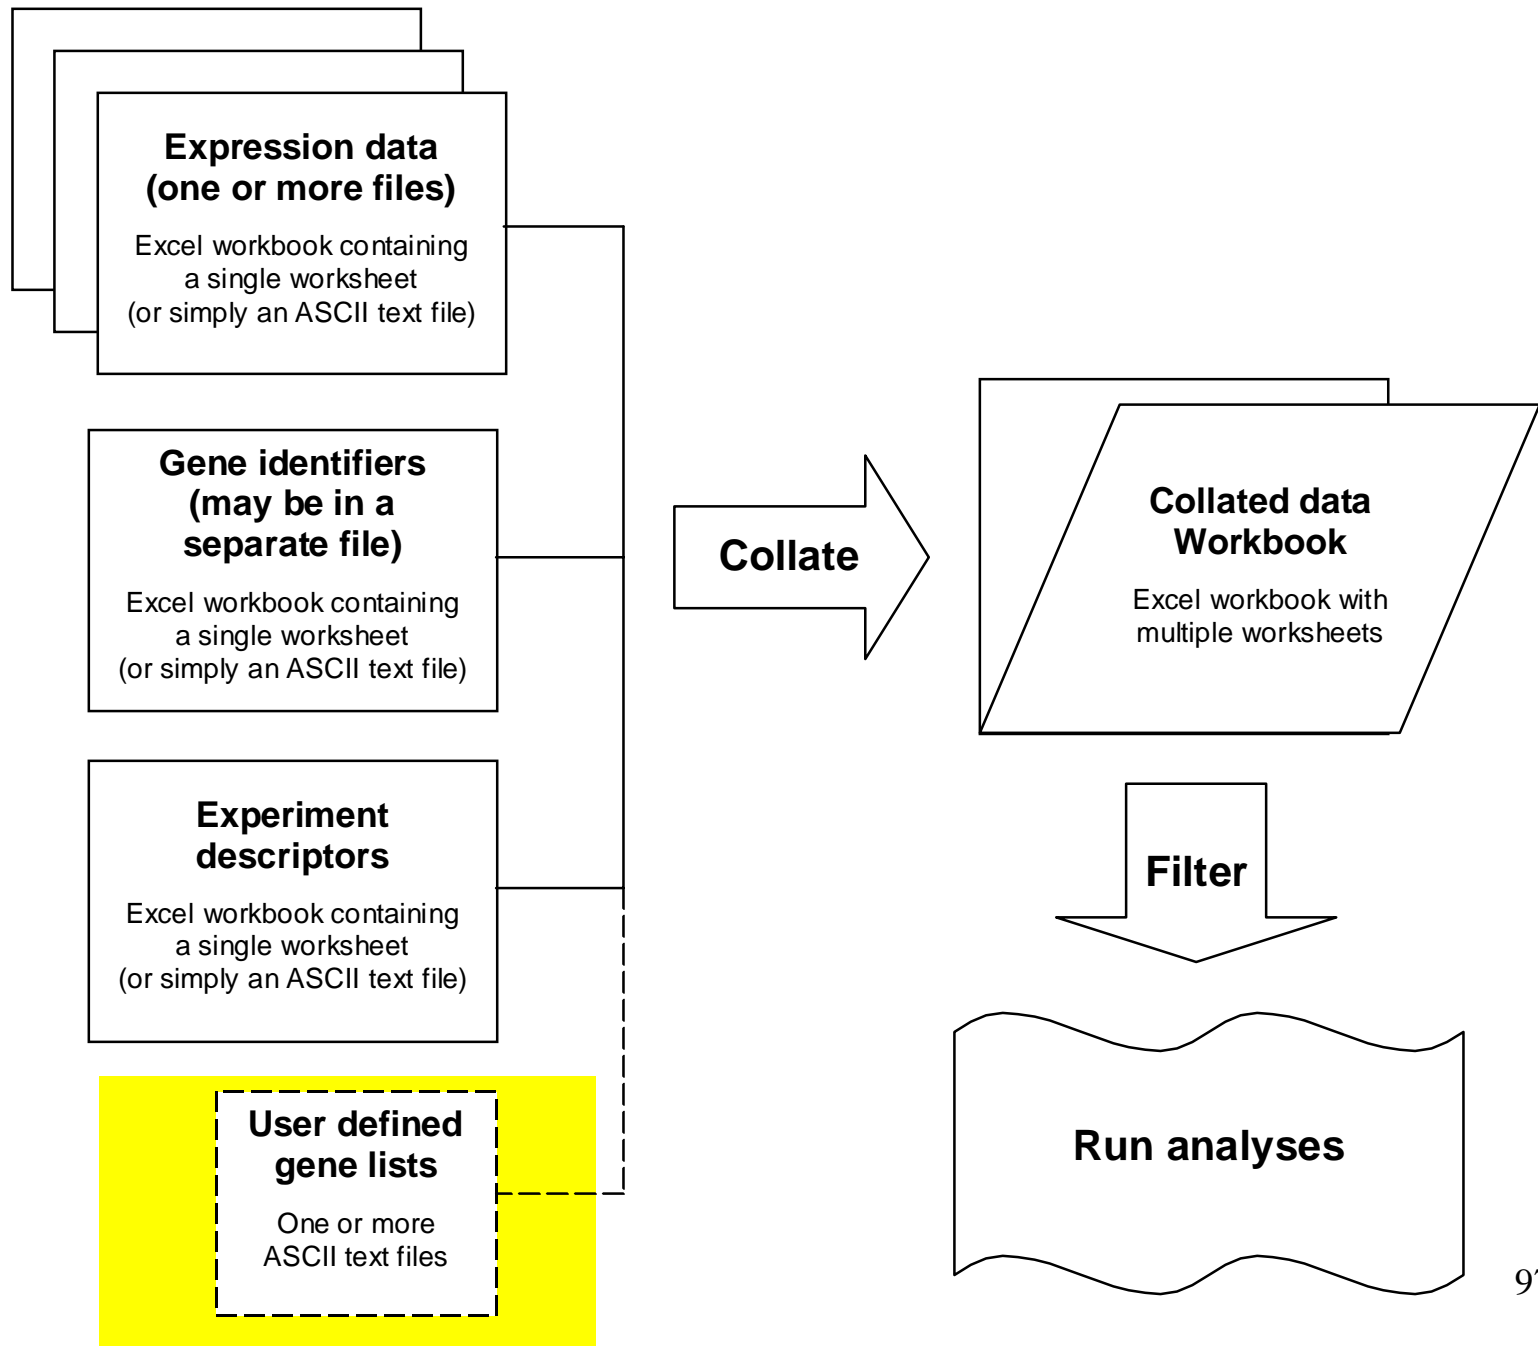 Expression data
(one or more files)
Excel workbook containing
a single worksheet
(or simply an ASCII text file)
Gene identifiers
(may be in a
separate file)
Excel workbook containing
a single worksheet
(or simply an ASCII text file)
Experiment
descriptors
Excel workbook containing
a single worksheet
(or simply an ASCII text file)
User defined
gene lists
One or more
ASCII text files
Collate
Collated data
Workbook
Excel workbook with
multiple worksheets
Filter
Run analyses